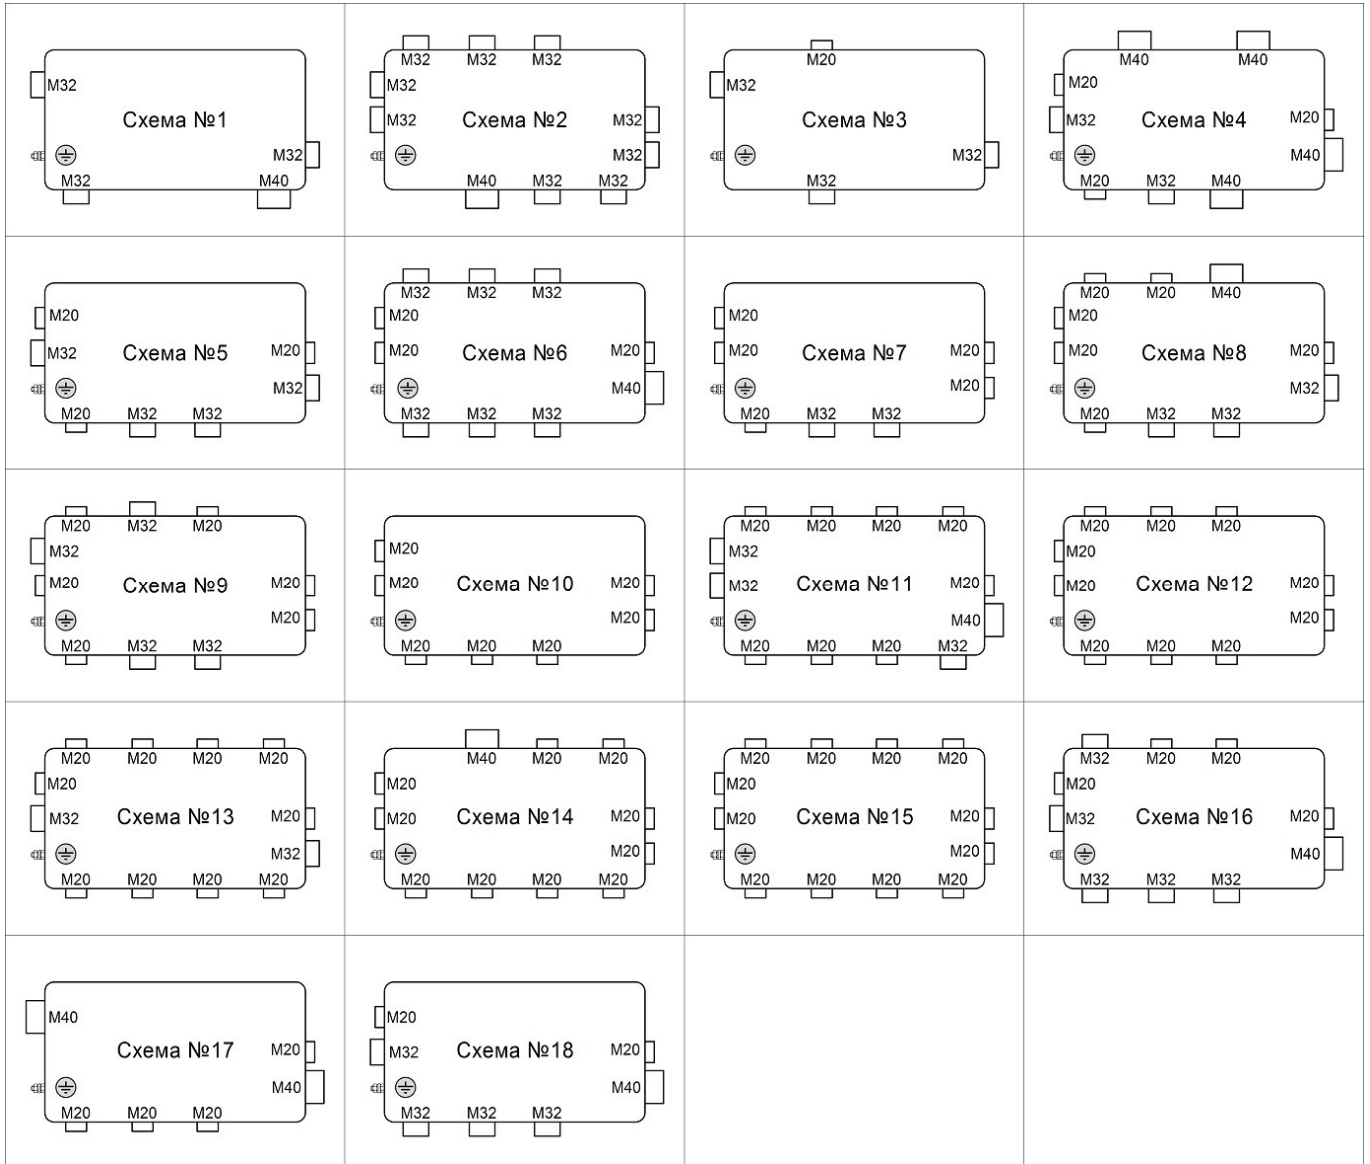 M32
Схема №1
M32
M32 M40
M32 M32 M32
M32
M32 Схема №2 M32
M32
M40 M32 M32
M20
M32
Схема №3
M32
M32
M40 M40
M20
M32 Схема №4 M20
M40
M20 M32 M40
M20
M32 Схема №5 M20
M32
M20 M32 M32
M32 M32 M32
M20
M20 Схема №6 M20
M40
M32 M32 M32
M20
M20 Схема №7 M20
M20
M20 M32 M32
M20 M20 M40
M20
M20 Схема №8 M20
M32
M20 M32 M32
M20 M32 M20
M32
M20 Схема №9 M20
M20
M20 M32 M32
M20
M20 Схема №10 M20
M20
M20 M20 M20
M20 M20 M20 M20
M32
M32 Схема №11 M20
M40
M20 M20 M20 M32
M20 M20 M20
M20
M20 Схема №12 M20
M20
M20 M20 M20
M20 M20 M20 M20
M20
M32 Схема №13 M20
M32
M20 M20 M20 M20
M40 M20 M20
M20
M20 Схема №14 M20
M20
M20 M20 M20 M20
M20 M20 M20 M20
M20
M20 Схема №15 M20
M20
M20 M20 M20 M20
M32 M20 M20
M20
M32 Схема №16 M20
M40
M32 M32 M32
M40
Схема №17 M20
M40
M20 M20 M20
M20
M32 Схема №18 M20
M40
M32 M32 M32